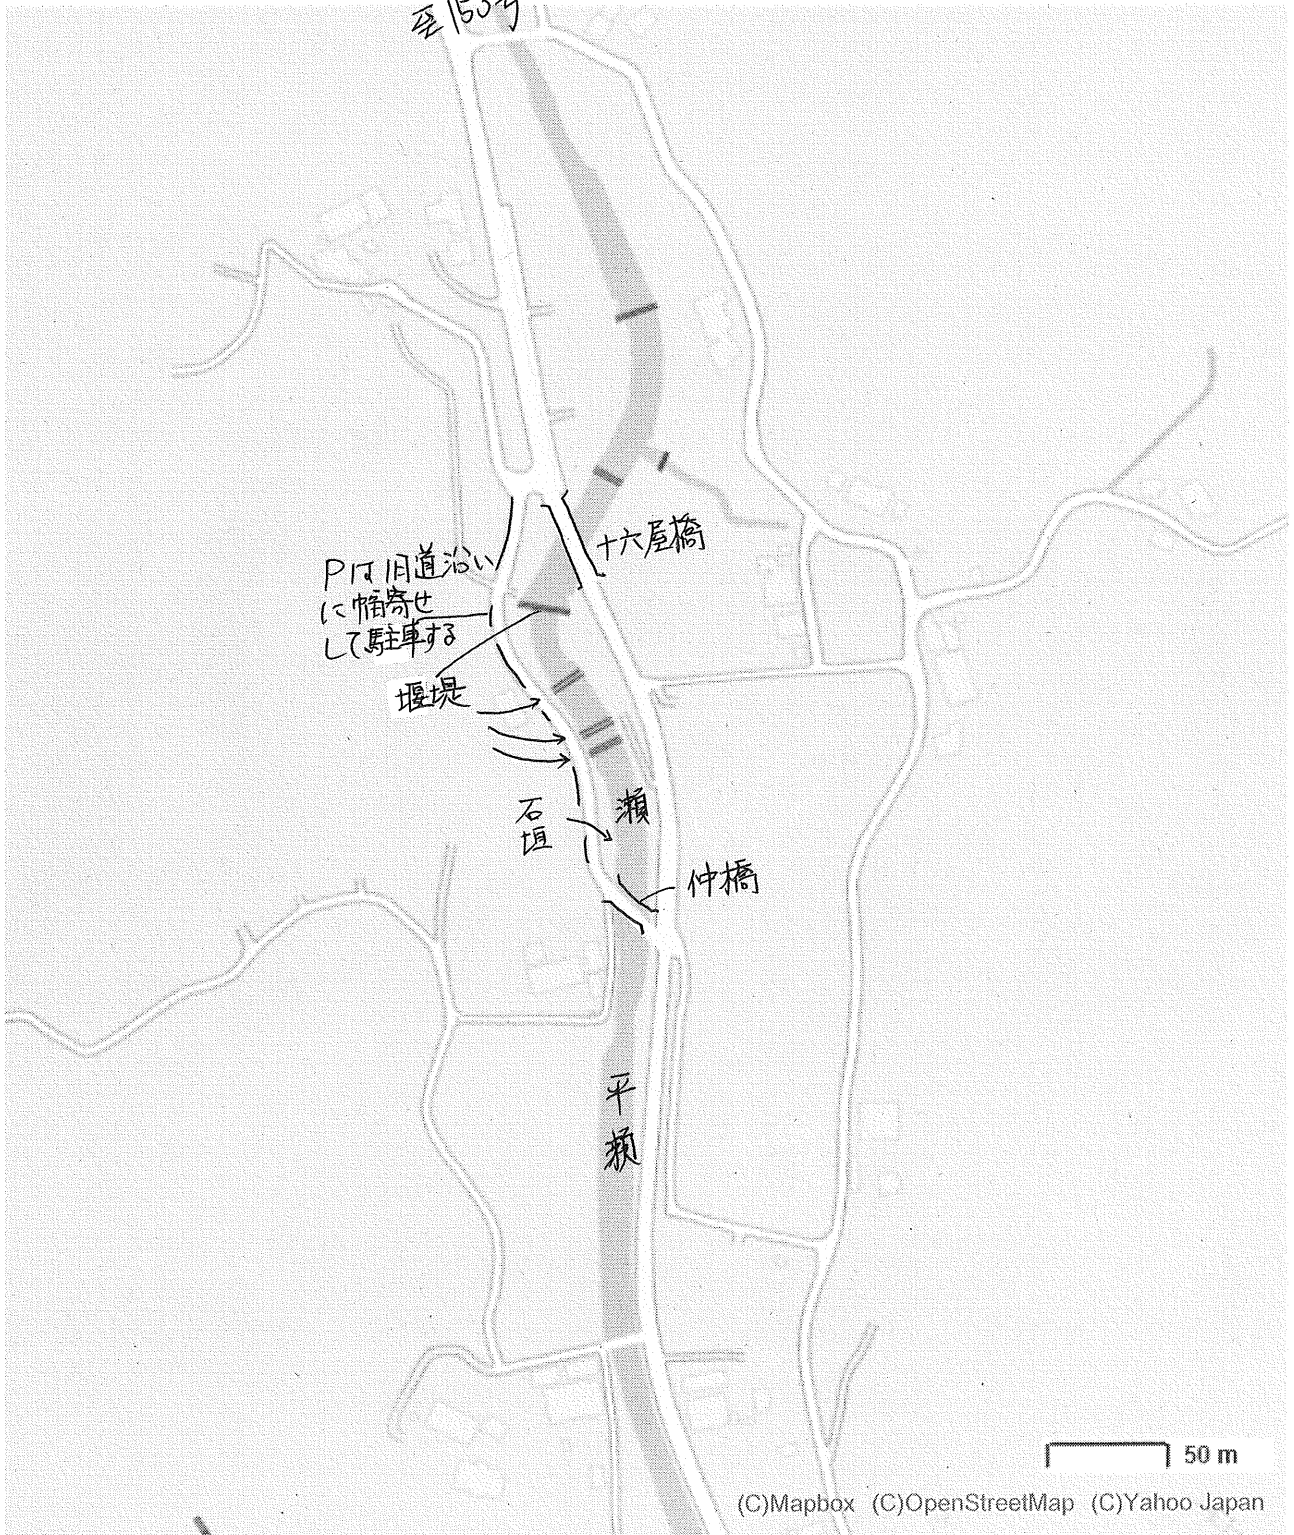 至153号
十六屋橋
Pは旧道沿い
に幅寄せ
して駐車する
堰堤
石
垣
瀬
仲橋
平
瀬
50 m
(C)Mapbox (C)OpenStreetMap (C)Yahoo Japan